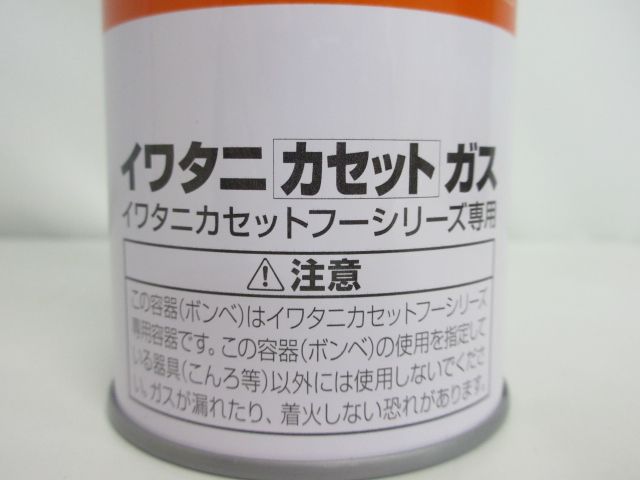 イワタニ カセット ガス
イワタニカセットフーシリーズ専用
⚠注意
この容器(ボンベ)はイワタニカセットフーシリーズ
専用容器です。この容器(ボンベ)の使用を指定して
いる器具(こんろ等)以外には使用しないでくださ
い。ガスが漏れたり、着火しない恐れがあります。